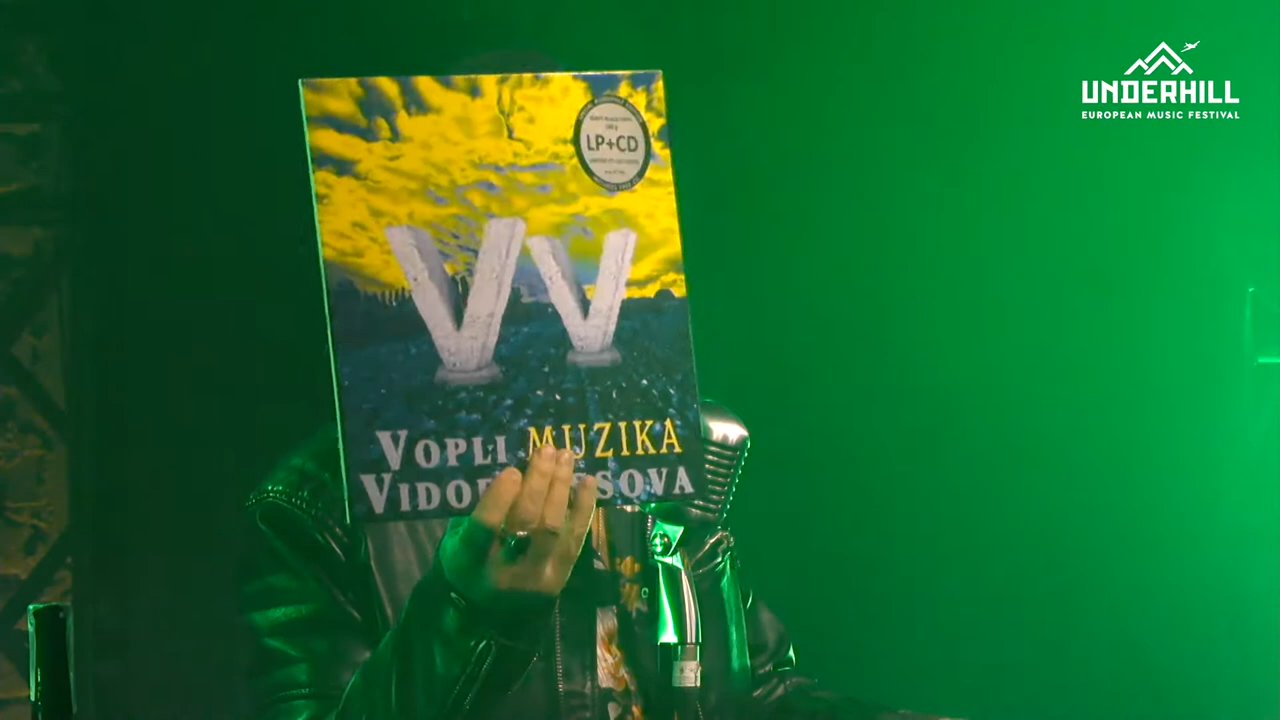 UNDERHILL
EUROPEAN MUSIC FESTIVAL
LP+CD
VV
VOPLI MUZIKA